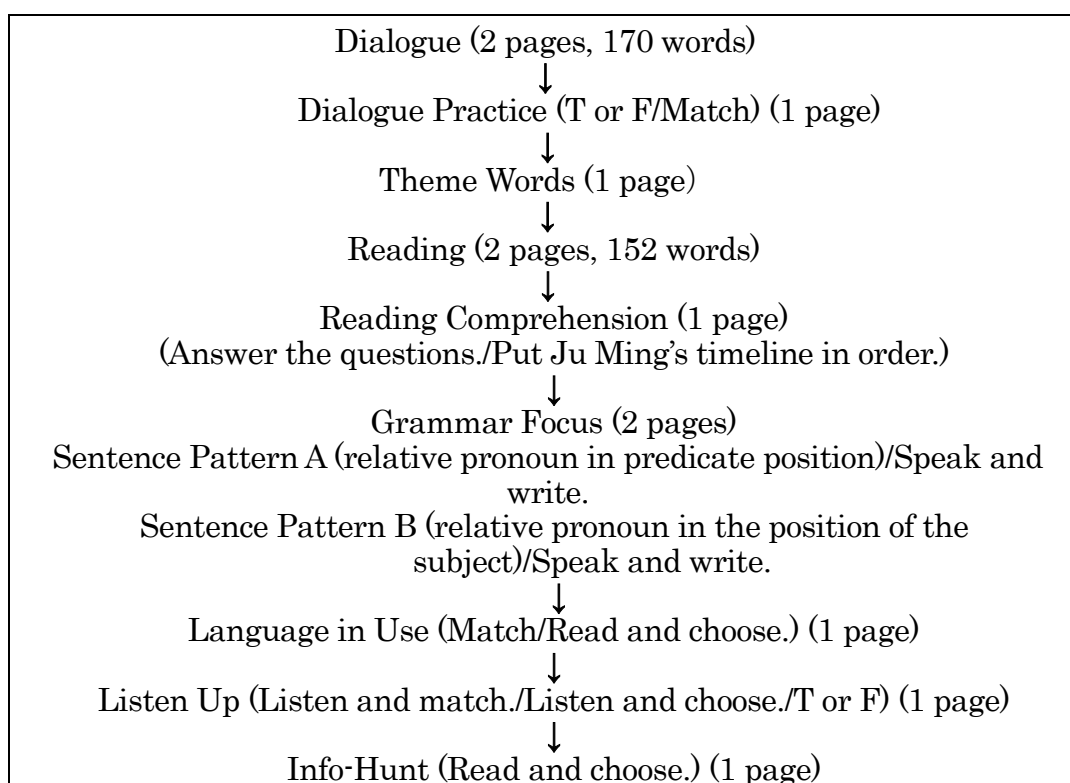 Dialogue (2 pages, 170 words)
↓
Dialogue Practice (T or F/Match) (1 page)
↓
Theme Words (1 page)
↓
Reading (2 pages, 152 words)
↓
Reading Comprehension (1 page)
(Answer the questions./Put Ju Ming's timeline in order.)
↓
Grammar Focus (2 pages)
Sentence Pattern A (relative pronoun in predicate position)/Speak and
write.
Sentence Pattern B (relative pronoun in the position of the
subject)/Speak and write.
↓
Language in Use (Match/Read and choose.) (1 page)
↓
Listen Up (Listen and match./Listen and choose./T or F) (1 page)
↓
Info-Hunt (Read and choose.) (1 page)